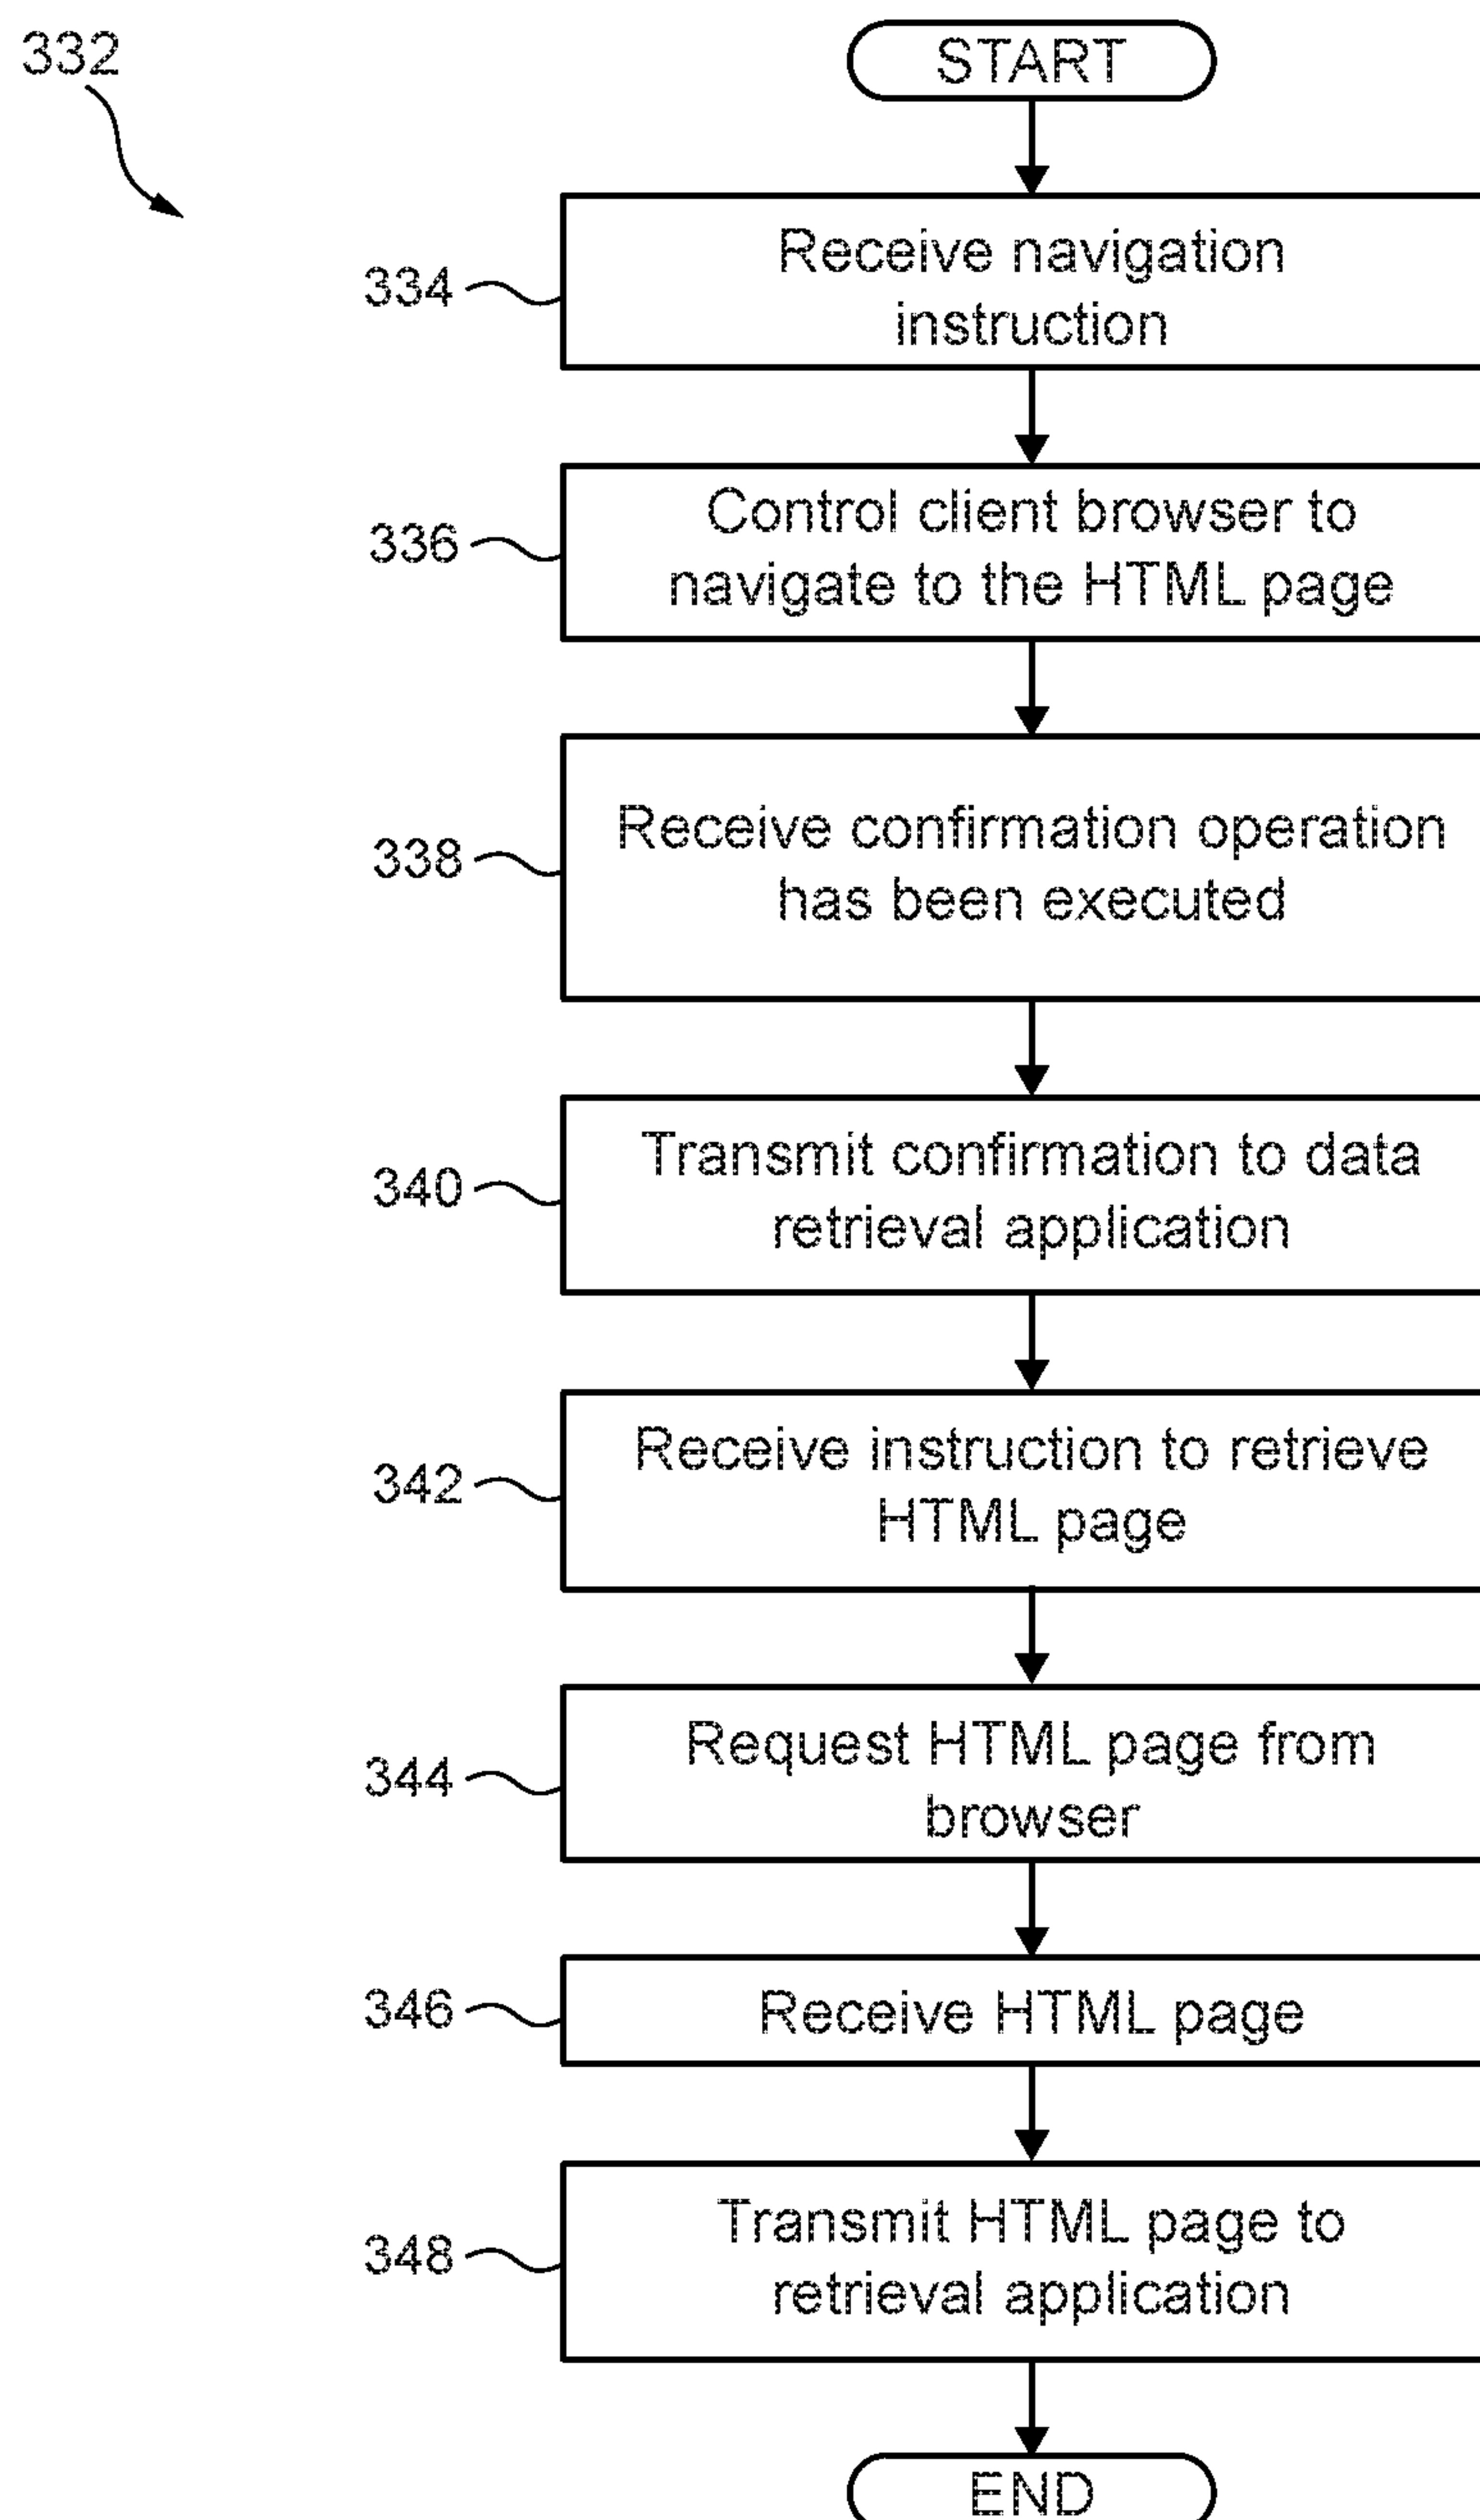 332
START
334
Receive navigation
instruction
336
Control client browser to
navigate to the HTML page
338
Receive confirmation operation
has been executed
340
Transmit confirmation to data
retrieval application
342
Receive instruction to retrieve
HTML page
344
Request HTML page from
browser
346
Receive HTML page
348
Transmit HTML page to
retrieval application
END